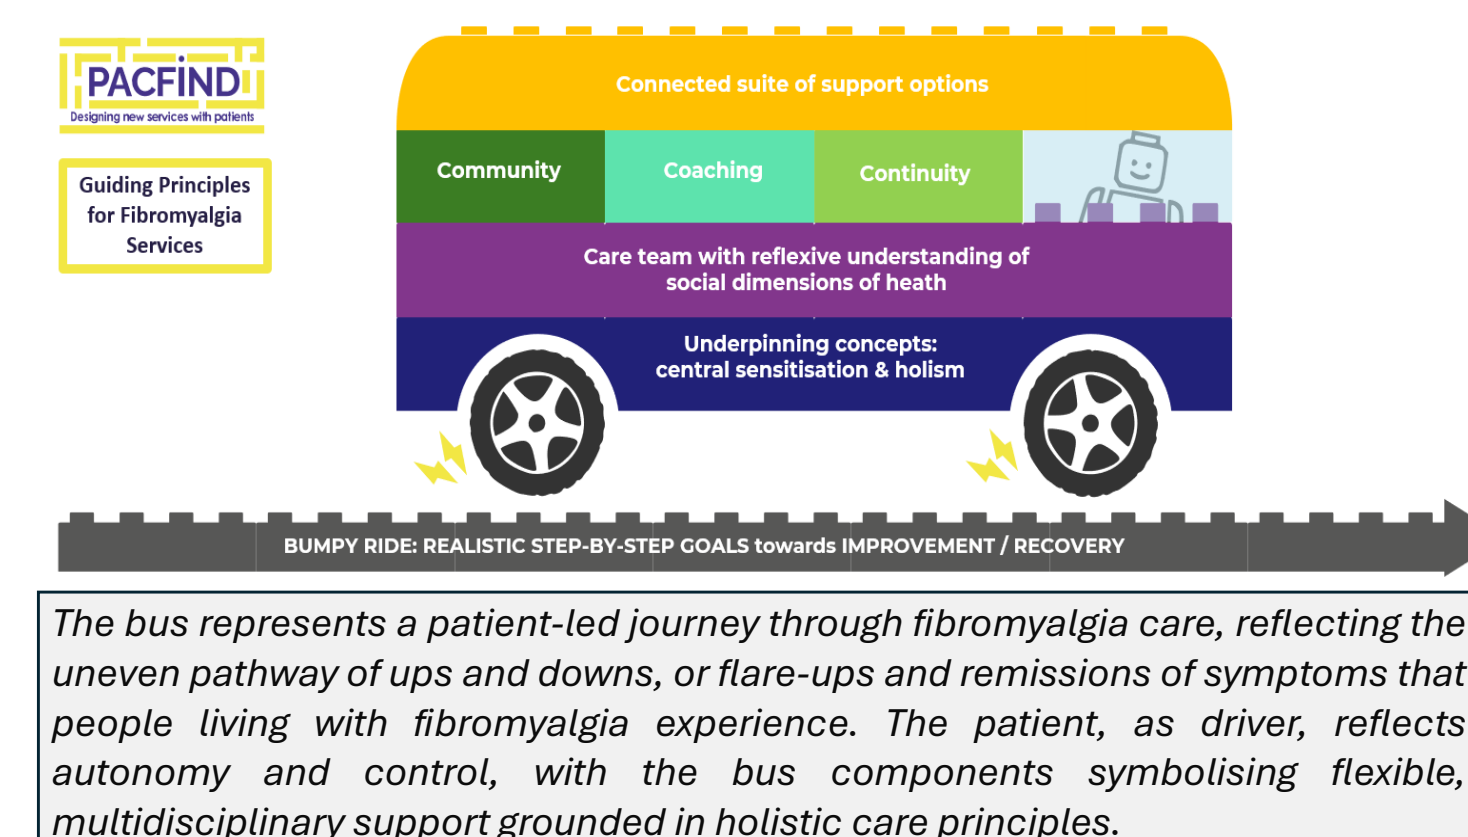 PACFiND
Designing new services with patients
Guiding Principles
for Fibromyalgia
Services
Connected suite of support options
Community
Coaching
Continuity
Care team with reflexive understanding of
social dimensions of heath
Underpinning concepts:
central sensitisation & holism
BUMPY RIDE: REALISTIC STEP-BY-STEP GOALS towards IMPROVEMENT / RECOVERY
The bus represents a patient-led journey through fibromyalgia care, reflecting the
uneven pathway of ups and downs, or flare-ups and remissions of symptoms that
people living with fibromyalgia experience. The patient, as driver, reflects
autonomy and control, with the bus components symbolising flexible,
multidisciplinary support grounded in holistic care principles.